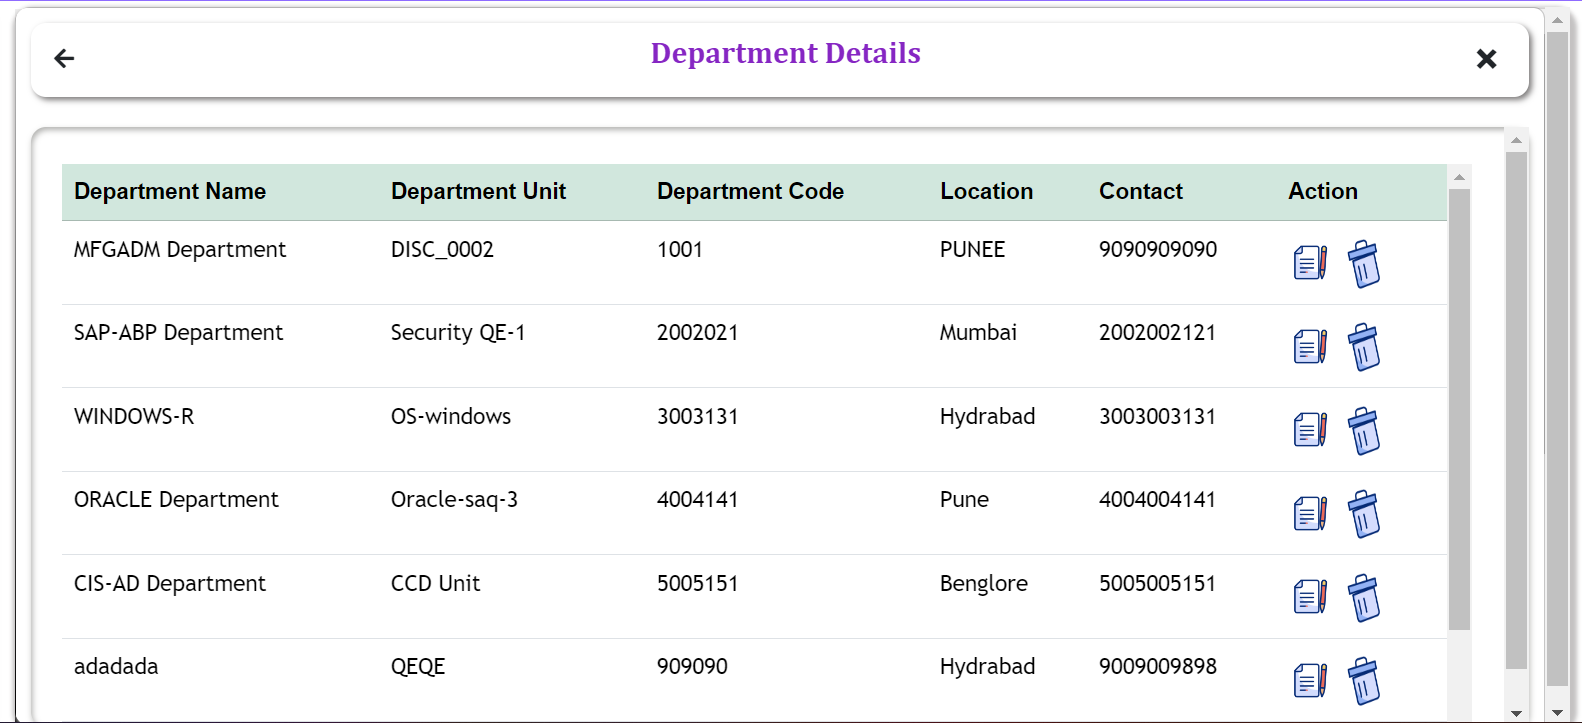 Department Details
Department Name Department Unit Department Code Location Contact Action
MFGADM Department DISC_0002 1001 PUNEE 9090909090
SAP-ABP Department Security QE-1 2002021 Mumbai 2002002121
WINDOWS-R OS-windows 3003131 Hydrabad 3003003131
ORACLE Department Oracle-saq-3 4004141 Pune 4004004141
CIS-AD Department CCD Unit 5005151 Benglore 5005005151
adadada QEQE 909090 Hydrabad 9009009898